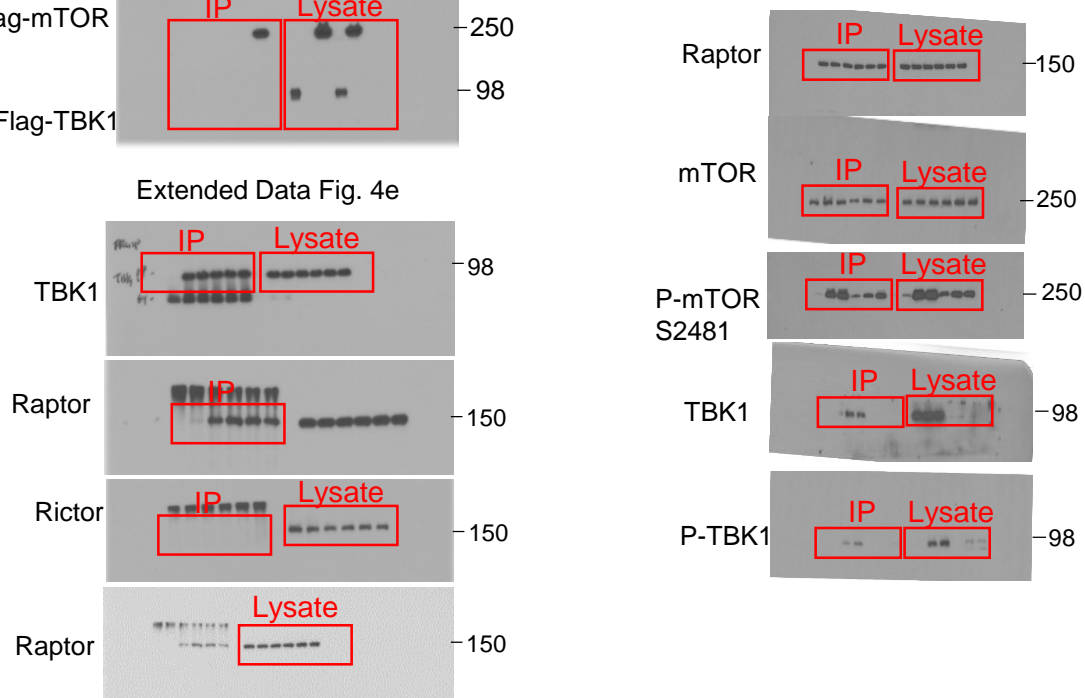 ag-mTOR
IP
Lysate
250
98
Flag-TBK1
Extended Data Fig. 4e
TBK1
IP
Lysate
98
Raptor
IP
150
Rictor
IP
Lysate
150
Raptor
Lysate
150
Raptor
IP
Lysate
150
mTOR
IP
Lysate
250
P-mTOR
S2481
IP
Lysate
250
TBK1
IP
Lysate
98
P-TBK1
IP
Lysate
98